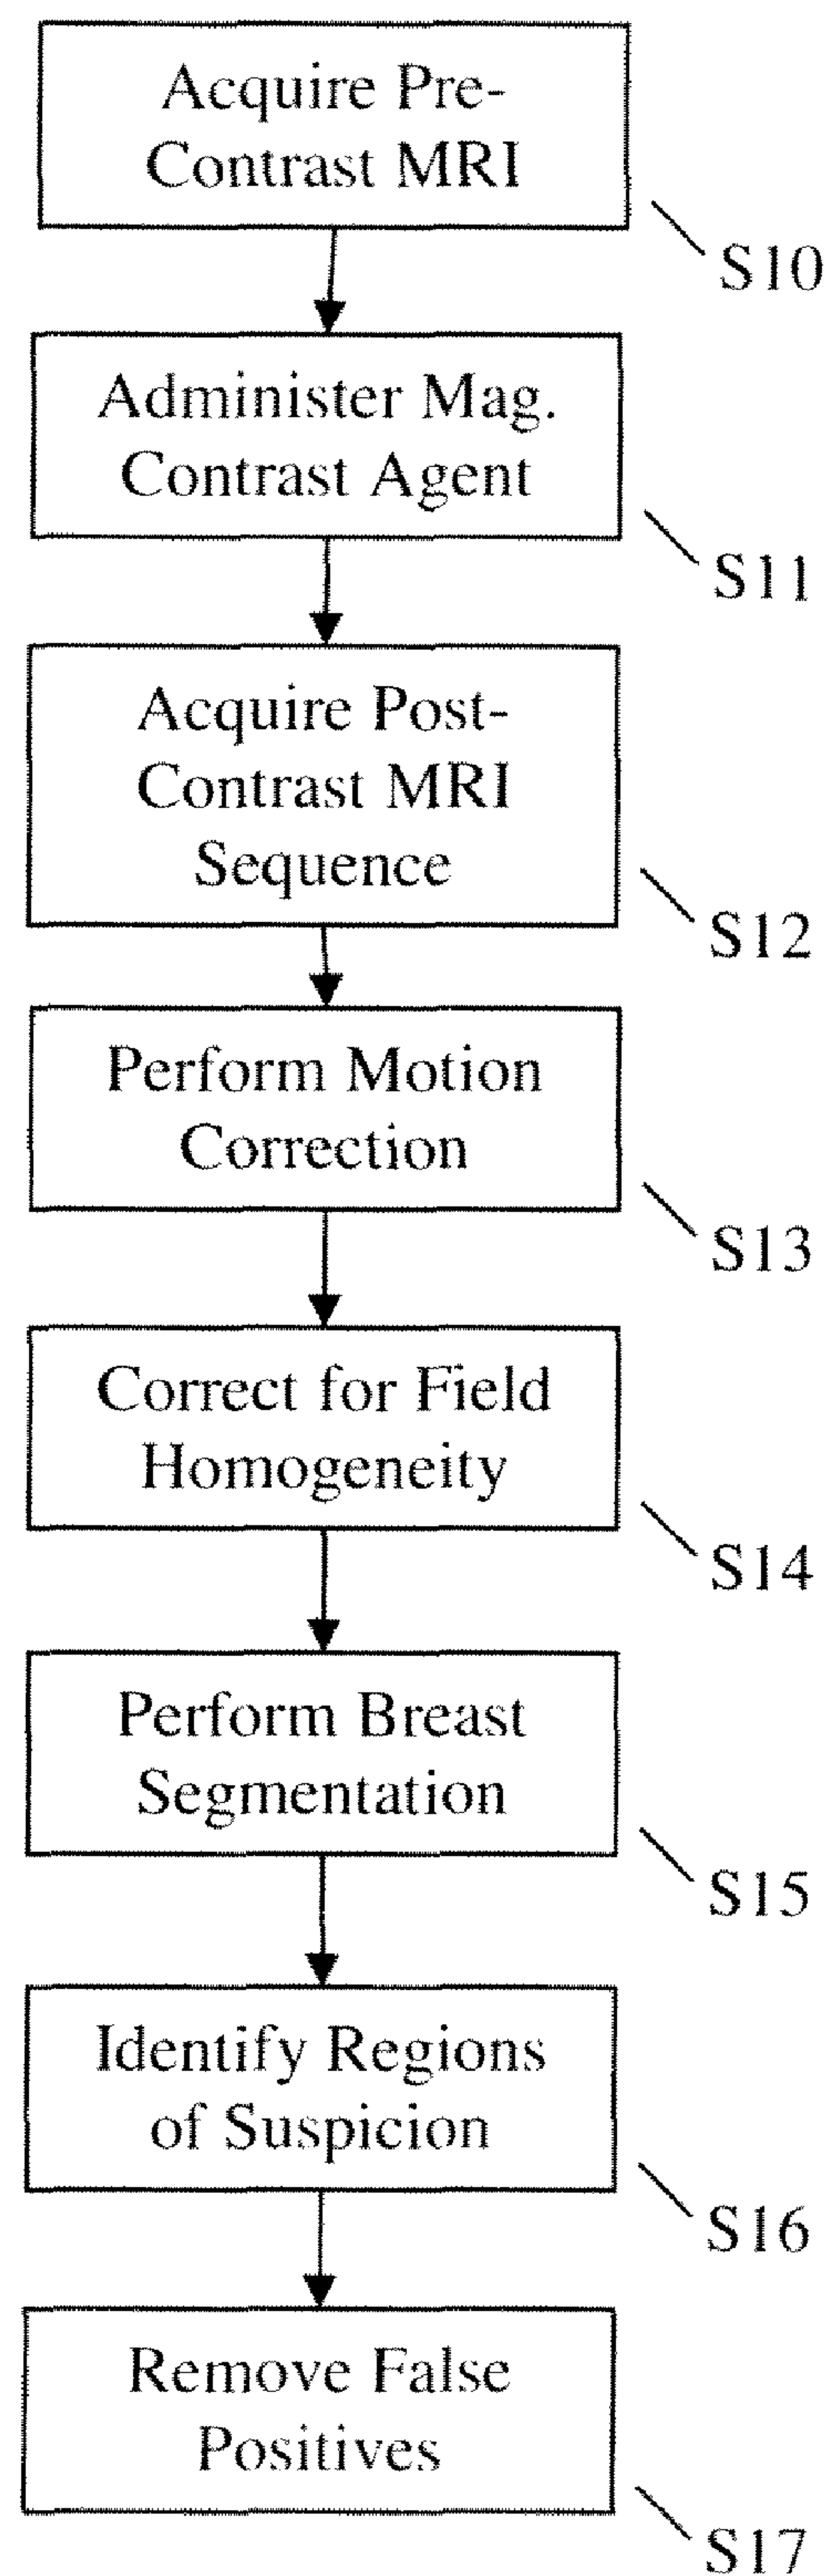 Acquire Pre-
Contrast MRI
S10
Administer Mag.
Contrast Agent
S11
Acquire Post-
Contrast MRI
Sequence
S12
Perform Motion
Correction
S13
Correct for Field
Homogeneity
S14
Perform Breast
Segmentation
S15
Identify Regions
of Suspicion
S16
Remove False
Positives
S17